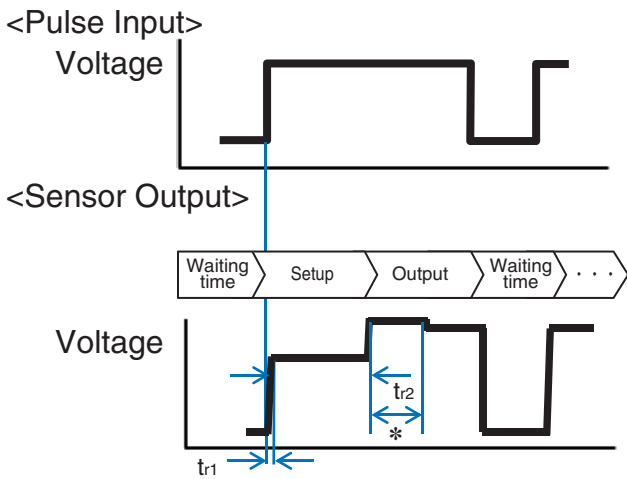 <Pulse Input>
Voltage
<Sensor Output>
Waiting time
Setup
Output
Waiting time
· · ·
Voltage
tr2
*
tr1